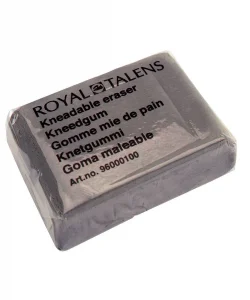 ROYAL TALENS
Kneadable eraser
Kneedgum
Gomme mie de pain
Knetgummi
Goma maleable
Art.no. 96000100